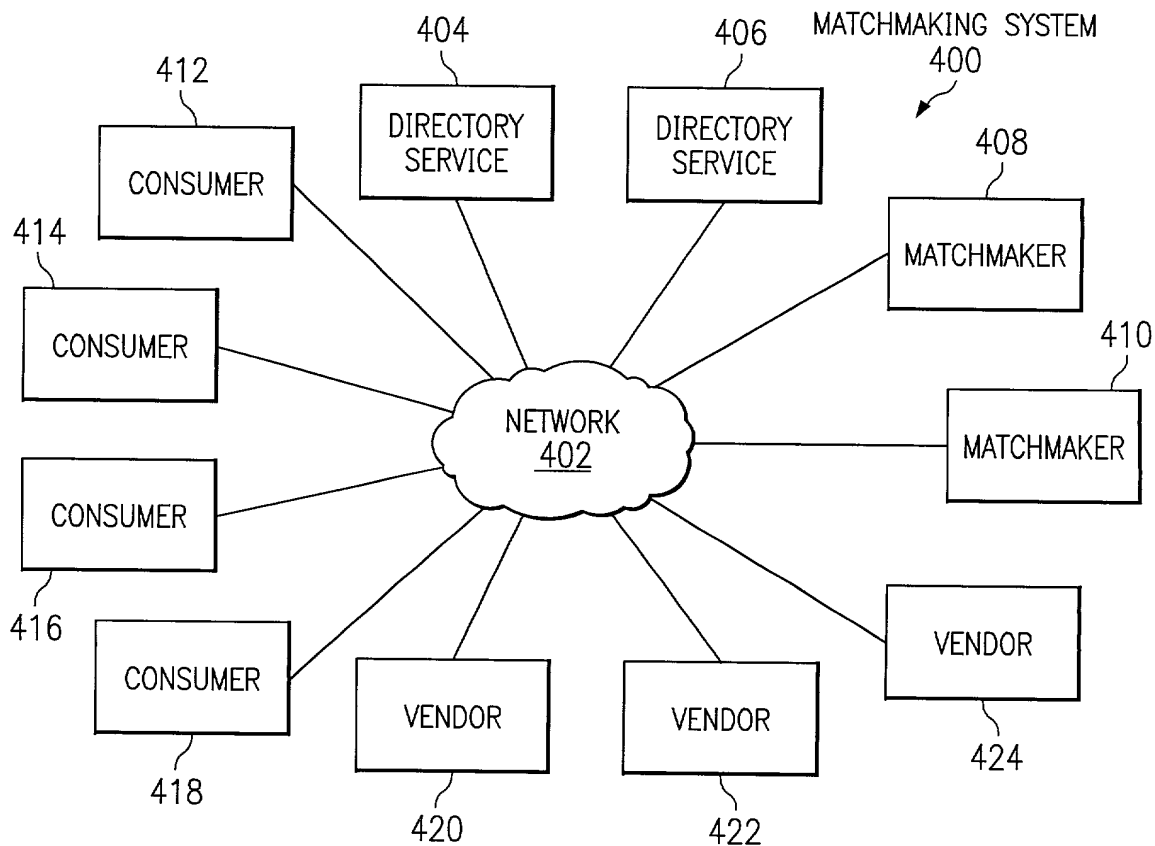 MATCHMAKING SYSTEM
400
404
406
412
DIRECTORY
SERVICE
DIRECTORY
SERVICE
408
CONSUMER
414
MATCHMAKER
410
CONSUMER
NETWORK
402
MATCHMAKER
CONSUMER
416
VENDOR
CONSUMER
VENDOR
VENDOR
424
418
420
422